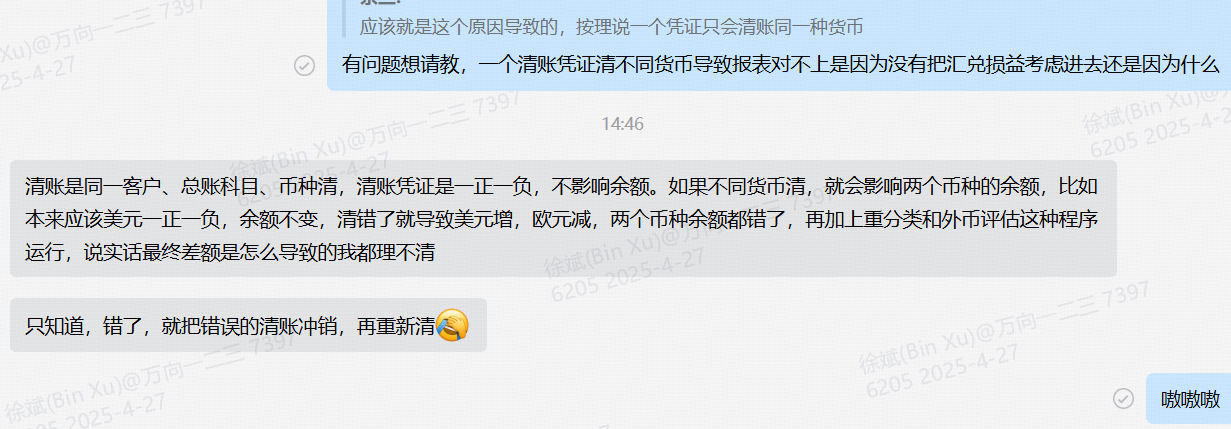 应该就是这个原因导致的，按理说一个凭证只会清账同一种货币
有问题想请教，一个清账凭证清不同货币导致报表对不上是因为没有把汇兑损益考虑进去还是因为什么
14:46
清账是同一客户、总账科目、币种清，清账凭证是一正一负，不影响余额。如果不同货币清，就会影响两个币种的余额，比如
本来应该美元一正一负，余额不变，清错了就导致美元增，欧元减，两个币种余额都错了，再加上重分类和外币评估这种程序
运行，说实话最终差额是怎么导致的我都理不清
只知道，错了，就把错误的清账冲销，再重新清
嗷嗷嗷
徐斌(Bin Xu)@万向一二三 7397
6205 2025-4-27